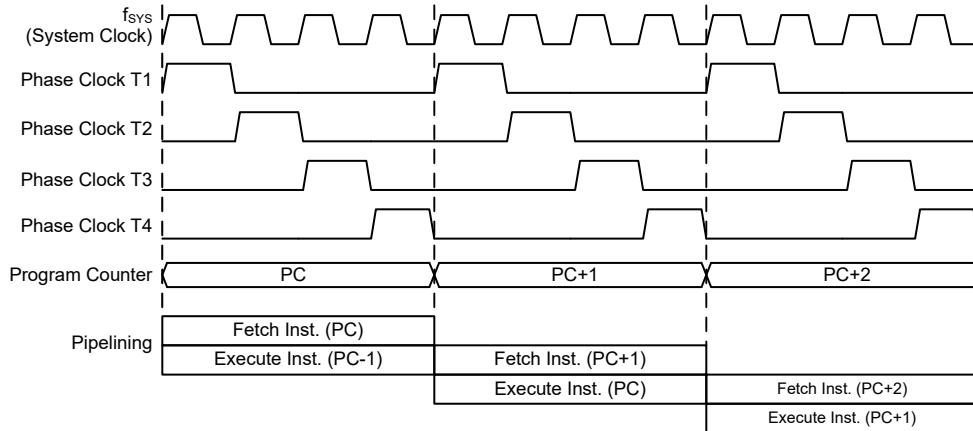 fSYS
(System Clock)
Phase Clock T1
Phase Clock T2
Phase Clock T3
Phase Clock T4
Program Counter PC PC+1 PC+2
Fetch Inst. (PC)
Pipelining
Execute Inst. (PC-1) Fetch Inst. (PC+1)
Execute Inst. (PC) Fetch Inst. (PC+2)
Execute Inst. (PC+1)